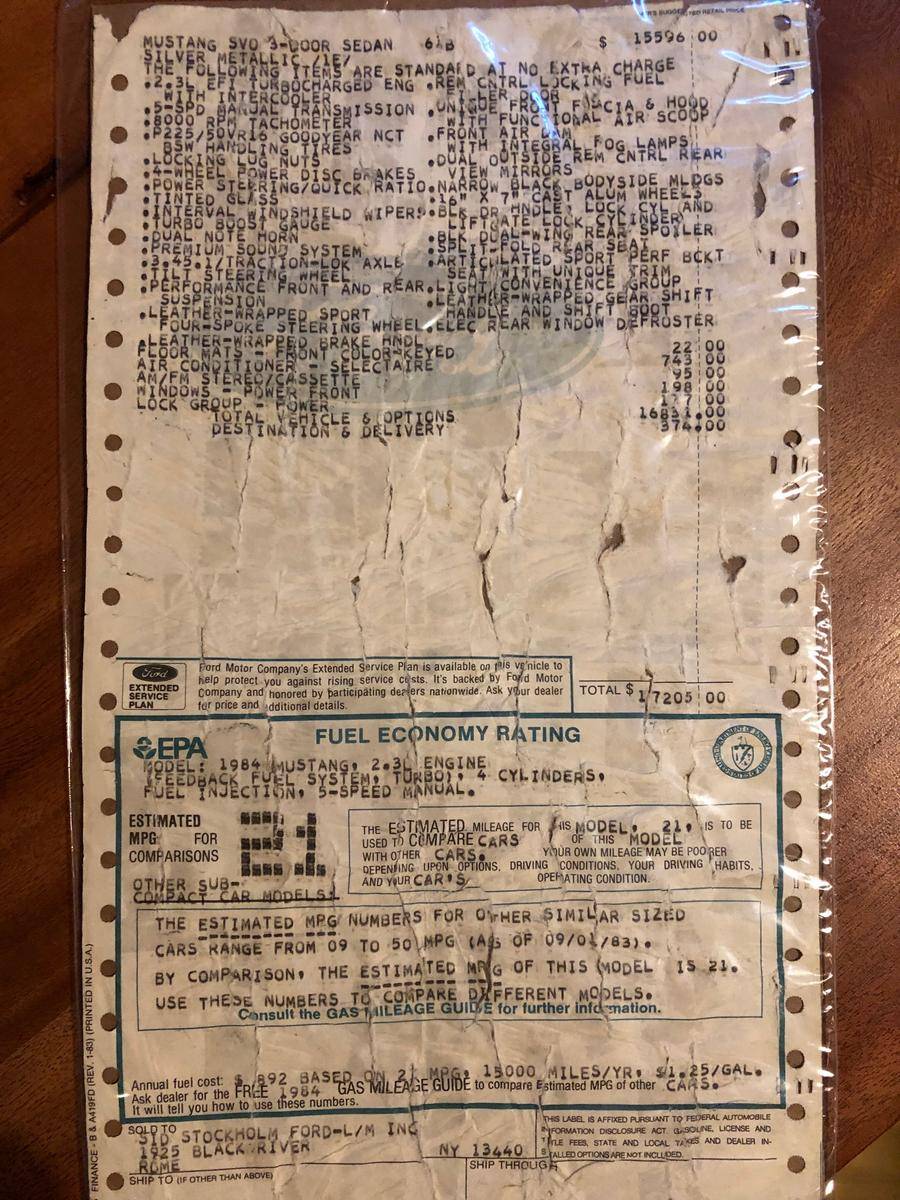 SUGGESTED RETAIL PRICE
MUSTANG SVO 3-DOOR SEDAN 61B $ 15596 00
SILVER METALLIC /1E/
THE FOLLOWING ITEMS ARE STANDARD AT NO EXTRA CHARGE
.2.3L EFI TURBOCHARGED ENG .REM CNTRL LOCKING FUEL
WITH INTERCOOLER FILLER DOOR
.5-SPD MANUAL TRANSMISSION .UNIQUE FRONT FASCIA & HOOD
.8000 RPM TACHOMETER WITH FUNCTIONAL AIR SCOOP
.P225/50VR16 GOODYEAR NCT .FRONT AIR DAM
BSW HANDLING TIRES WITH INTEGRAL FOG LAMPS
.LOCKING LUG NUTS .DUAL OUTSIDE REM CNTRL REAR
.4-WHEEL POWER DISC BRAKES VIEW MIRRORS
.POWER STEERING/QUICK RATIO .NARROW BLACK BODYSIDE MLDGS
.TINTED GLASS .16" X 7" CAST ALUM WHEELS
.INTERVAL WINDSHIELD WIPERS .BLK DR HNDLE, LOCK CYL AND
.TURBO BOOST GAUGE LIFTGATE LOCK CYLINDER
.DUAL NOTE HORN .BLK DUAL-WING REAR SPOILER
.PREMIUM SOUND SYSTEM .SPLIT FOLD REAR SEAT
.3.45:1 TRACTION-LOK AXLE .ARTICULATED SPORT PERF BCKT
.TILT STEERING WHEEL SEAT WITH UNIQUE TRIM
.PERFORMANCE FRONT AND REAR .LIGHT/CONVENIENCE GROUP
SUSPENSION .LEATHER-WRAPPED GEAR SHIFT
.LEATHER-WRAPPED SPORT HANDLE AND SHIFT BOOT
FOUR-SPOKE STEERING WHEEL .ELEC REAR WINDOW DEFROSTER
.LEATHER-WRAPPED BRAKE HNDL
FLOOR MATS - FRONT COLOR-KEYED 22 00
AIR CONDITIONER - SELECTAIRE 743 00
AM/FM STEREO/CASSETTE 95 00
WINDOWS - POWER FRONT 198 00
LOCK GROUP - POWER 177 00
TOTAL VEHICLE & OPTIONS 16831.00
DESTINATION & DELIVERY 374.00
Ford
EXTENDED SERVICE PLAN
Ford Motor Company's Extended Service Plan is available on this vehicle to
help protect you against rising service costs. It's backed by Ford Motor
Company and honored by participating dealers nationwide. Ask your dealer
for price and additional details.
TOTAL $ 17205 00
EPA FUEL ECONOMY RATING
MODEL: 1984 MUSTANG, 2.3L ENGINE
(FEEDBACK FUEL SYSTEM, TURBO), 4 CYLINDERS,
FUEL INJECTION, 5-SPEED MANUAL.
ESTIMATED
MPG FOR
COMPARISONS
21
THE ESTIMATED MILEAGE FOR THIS MODEL, 21, IS TO BE
USED TO COMPARE CARS OF THIS MODEL
WITH OTHER CARS. YOUR OWN MILEAGE MAY BE POORER
DEPENDING UPON OPTIONS, DRIVING CONDITIONS, YOUR DRIVING HABITS,
AND YOUR CAR'S OPERATING CONDITION.
OTHER SUB-
COMPACT CAR MODELS:
THE ESTIMATED MPG NUMBERS FOR OTHER SIMILAR SIZED
CARS RANGE FROM 09 TO 50 MPG (AS OF 09/01/83).
BY COMPARISON, THE ESTIMATED MPG OF THIS MODEL IS 21.
USE THESE NUMBERS TO COMPARE DIFFERENT MODELS.
Consult the GAS MILEAGE GUIDE for further information.
Annual fuel cost: $ 892 BASED ON 21 MPG, 15000 MILES/YR, $1.25/GAL.
Ask dealer for the FREE 1984 GAS MILEAGE GUIDE to compare Estimated MPG of other CARS.
It will tell you how to use these numbers.
SOLD TO
SID STOCKHOLM FORD-L/M INC
1925 BLACK RIVER NY 13440
ROME
SHIP TO (IF OTHER THAN ABOVE)
SHIP THROUGH
THIS LABEL IS AFFIXED PURSUANT TO FEDERAL AUTOMOBILE
INFORMATION DISCLOSURE ACT. GASOLINE, LICENSE AND
TITLE FEES, STATE AND LOCAL TAXES AND DEALER IN-
STALLED OPTIONS ARE NOT INCLUDED.
FINANCE - B & A419FD (REV. 1-83) (PRINTED IN U.S.A.)